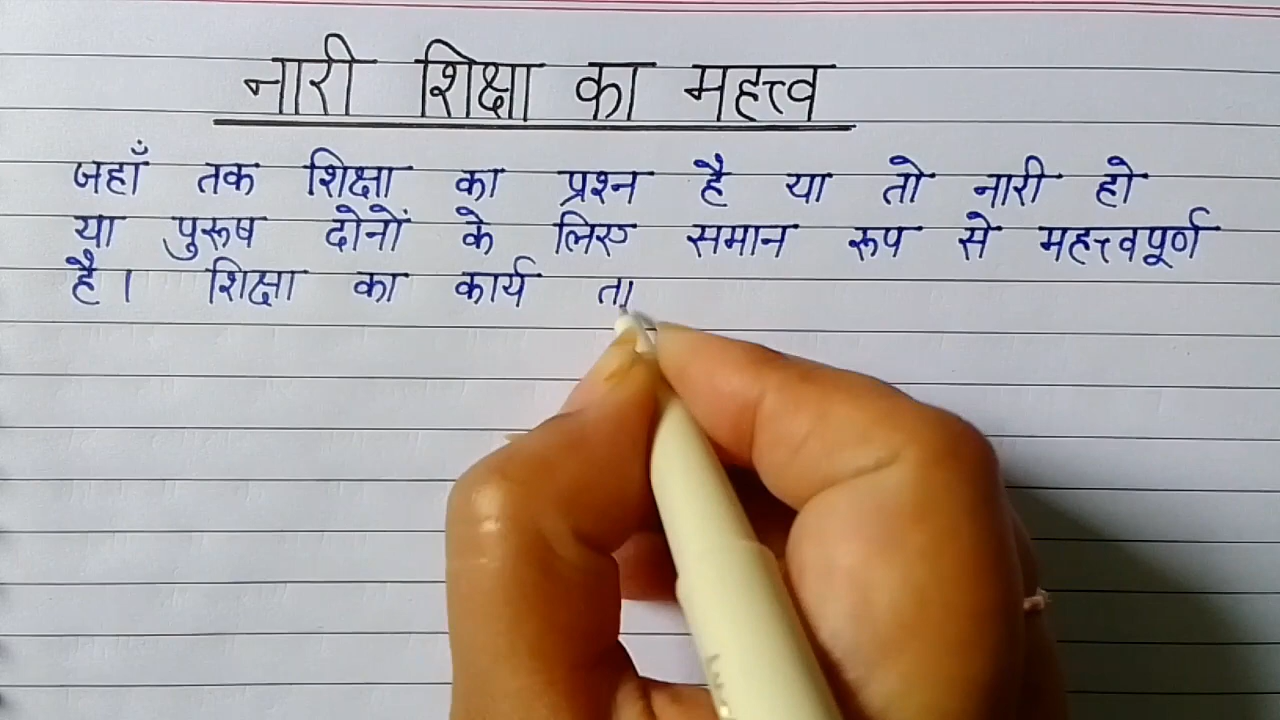 नारी शिक्षा का महत्त्व
जहाँ तक शिक्षा का प्रश्न है या तो नारी हो
या पुरूष दोनों के लिए समान रूप से महत्त्वपूर्ण
है। शिक्षा का कार्य ता